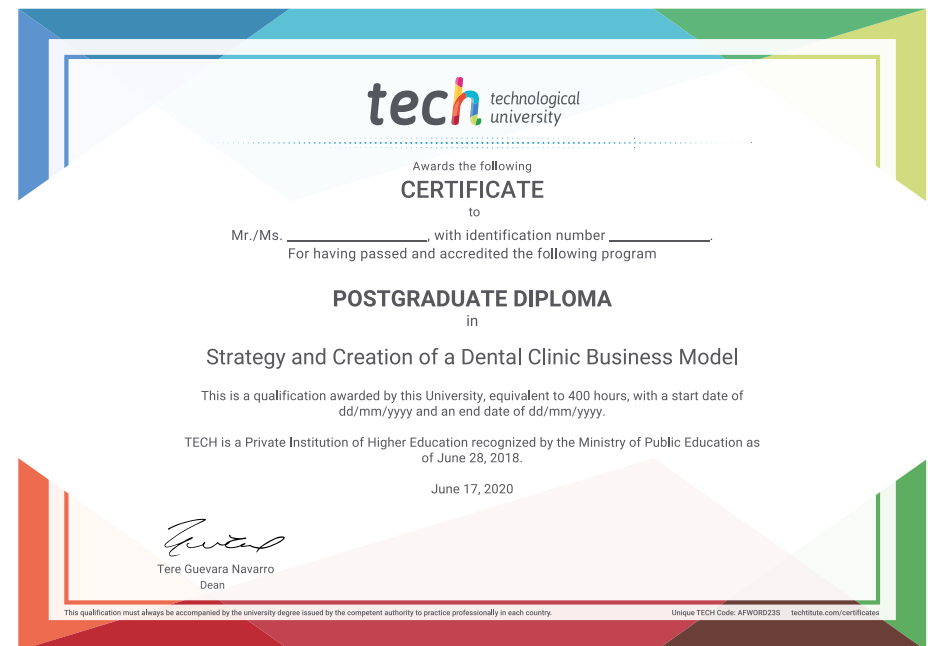 tech technological
university
Awards the following
CERTIFICATE
to
Mr./Ms. ____________________, with identification number ______________.
For having passed and accredited the following program
POSTGRADUATE DIPLOMA
in
Strategy and Creation of a Dental Clinic Business Model
This is a qualification awarded by this University, equivalent to 400 hours, with a start date of
dd/mm/yyyy and an end date of dd/mm/yyyy.
TECH is a Private Institution of Higher Education recognized by the Ministry of Public Education as
of June 28, 2018.
June 17, 2020
Tere Guevara Navarro
Dean
This qualification must always be accompanied by the university degree issued by the competent authority to practice professionally in each country. Unique TECH Code: AFWORD23S techtitute.com/certificates